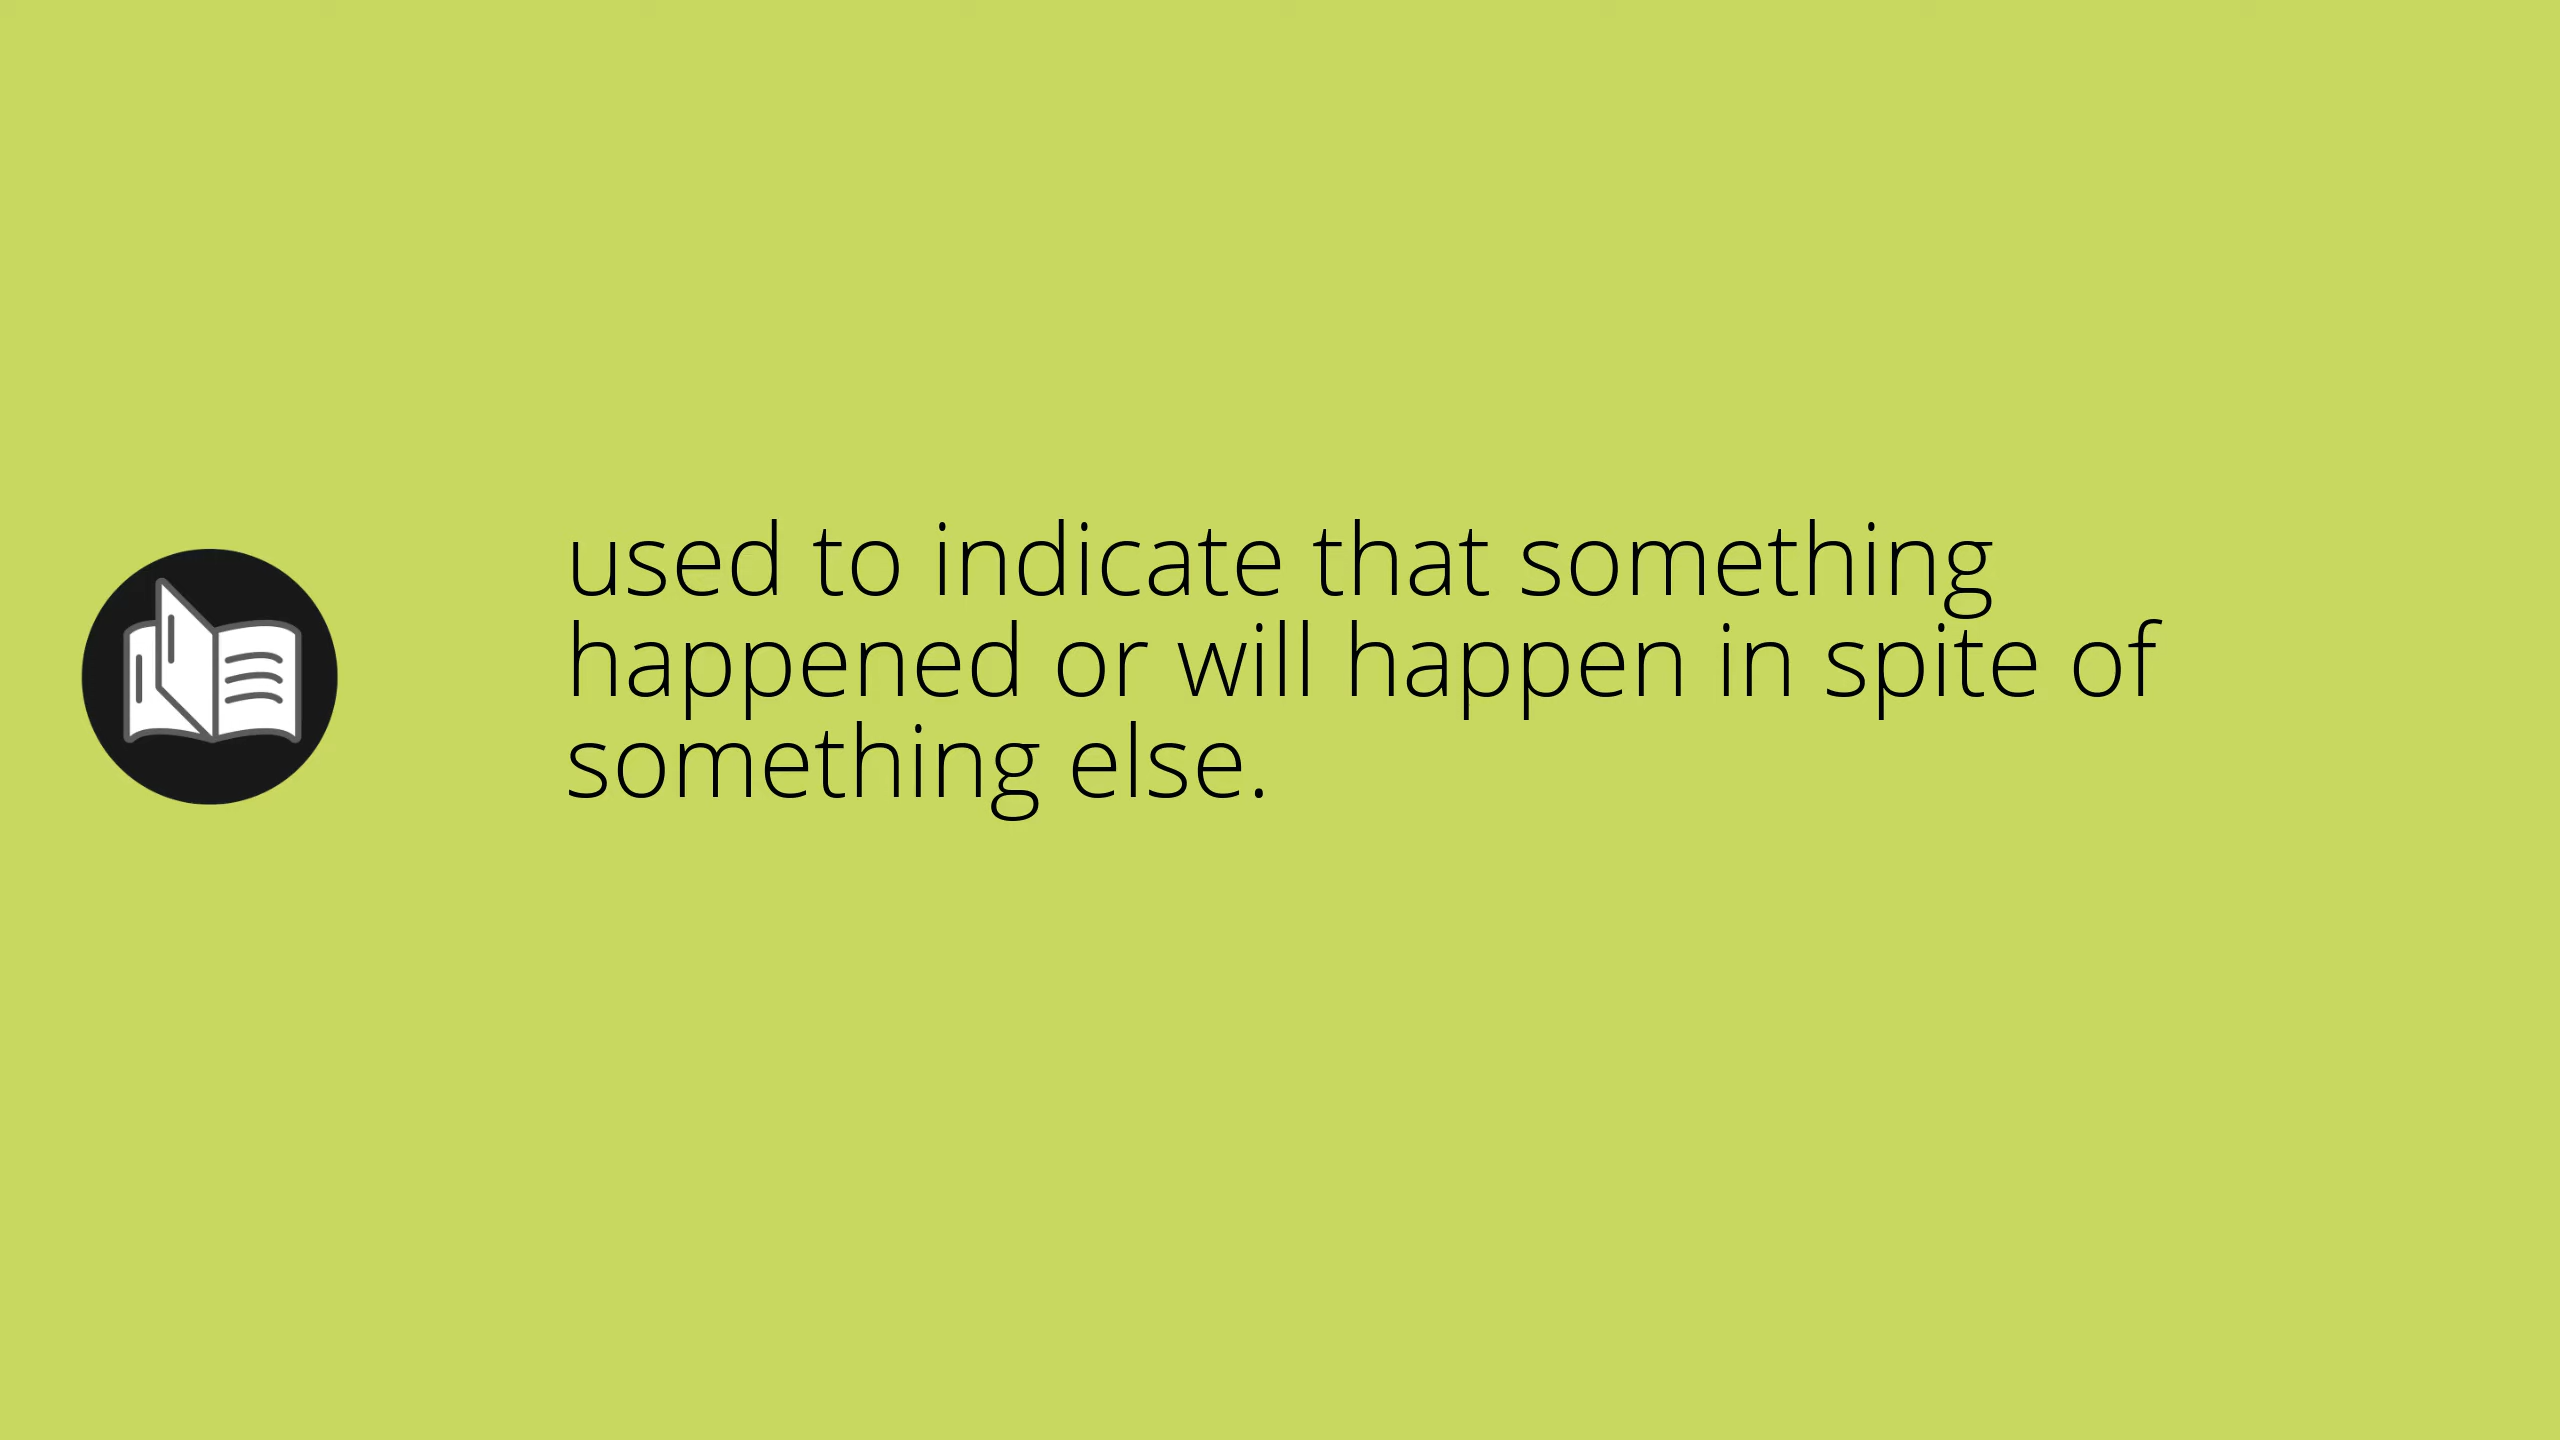 used to indicate that something
happened or will happen in spite of
something else.